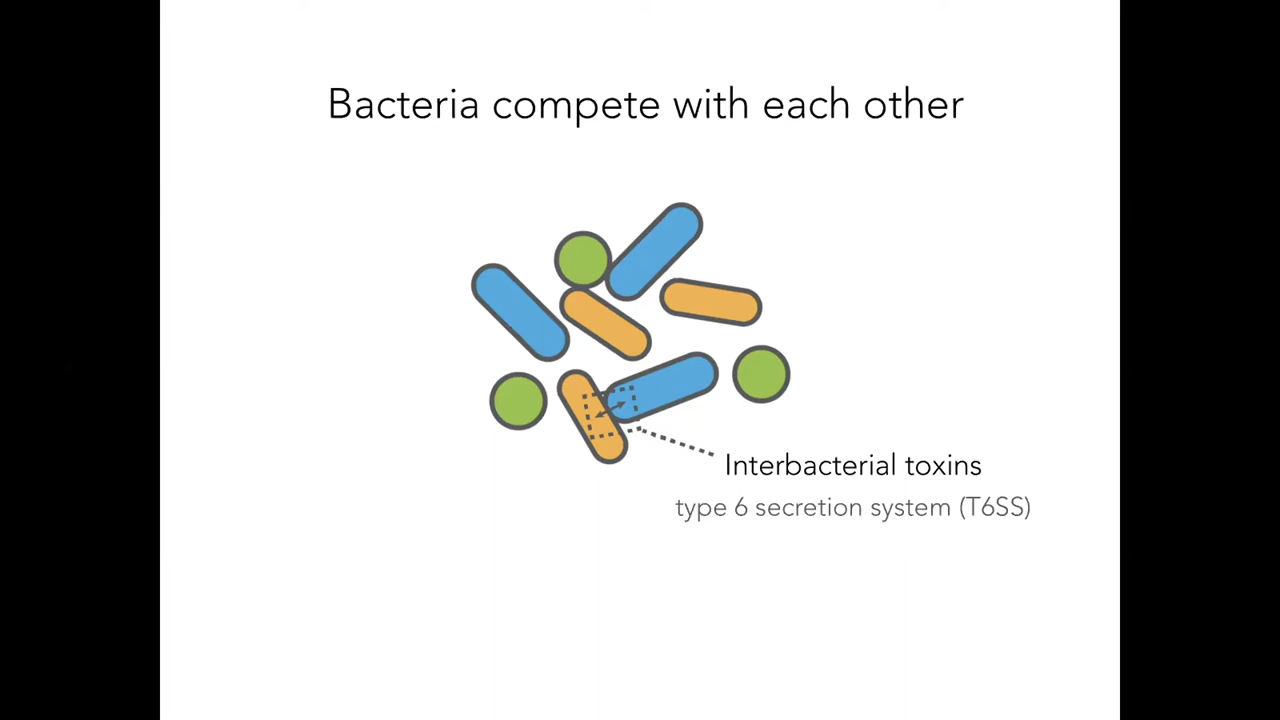 Bacteria compete with each other
Interbacterial toxins
type 6 secretion system (T6SS)